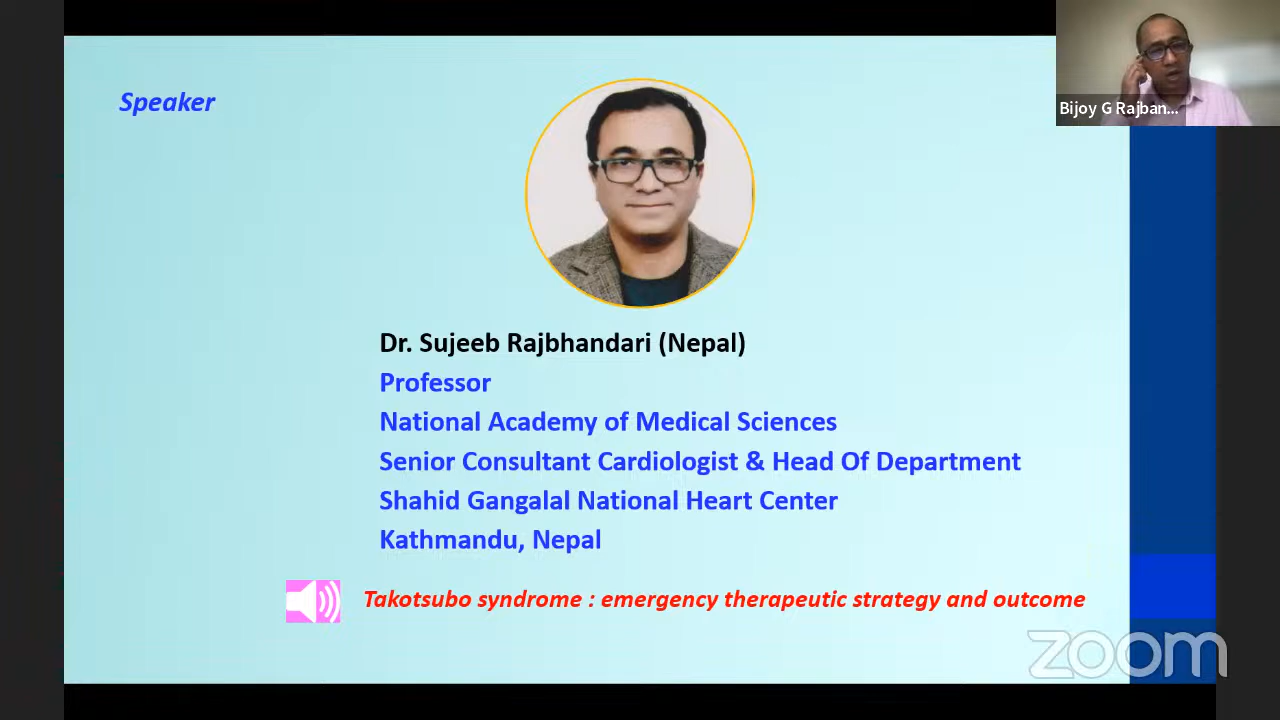 Speaker
Bijoy G Rajban...
Dr. Sujeeb Rajbhandari (Nepal)
Professor
National Academy of Medical Sciences
Senior Consultant Cardiologist & Head Of Department
Shahid Gangalal National Heart Center
Kathmandu, Nepal
Takotsubo syndrome : emergency therapeutic strategy and outcome
zoom